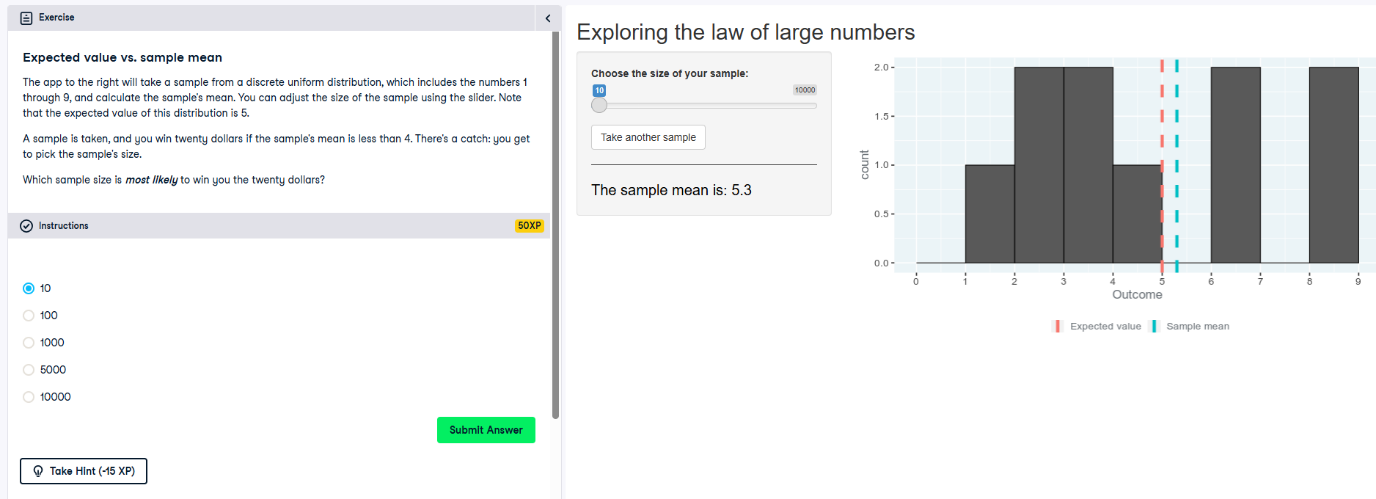 Exercise
Expected value vs. sample mean
The app to the right will take a sample from a discrete uniform distribution, which includes the numbers 1
through 9, and calculate the sample's mean. You can adjust the size of the sample using the slider. Note
that the expected value of this distribution is 5.
A sample is taken, and you win twenty dollars if the sample's mean is less than 4. There's a catch: you get
to pick the sample's size.
Which sample size is most likely to win you the twenty dollars?
Instructions
50XP
10
100
1000
5000
10000
Submit Answer
Take Hint (-15 XP)
Exploring the law of large numbers
Choose the size of your sample:
10 10000
Take another sample
The sample mean is: 5.3
count
2.0
1.5
1.0
0.5
0.0
0 1 2 3 4 5 6 7 8 9
Outcome
Expected value Sample mean